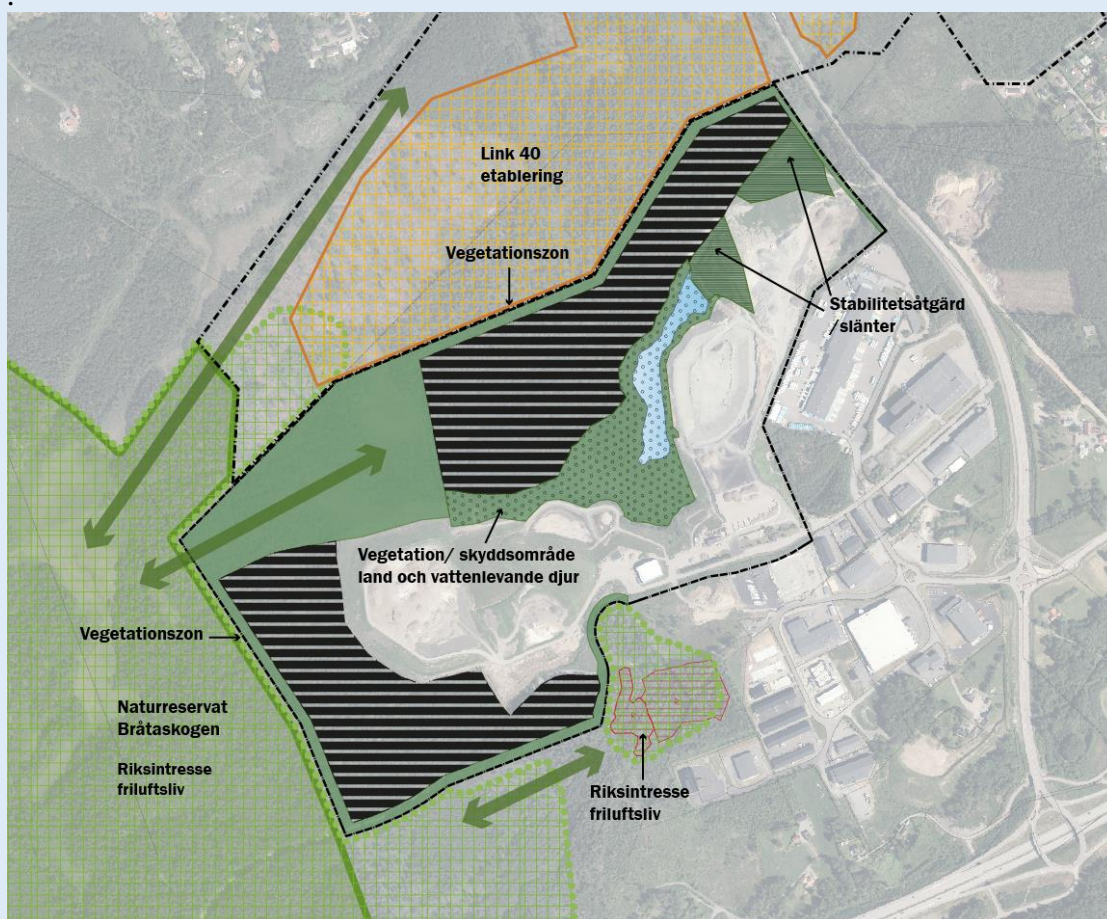 Link 40
etablering
Vegetationszon
Stabilitetsåtgärd
/slänter
Vegetation/ skyddsområde
land och vattenlevande djur
Vegetationszon
Naturreservat
Bråtaskogen
Riksintresse
friluftsliv
Riksintresse
friluftsliv